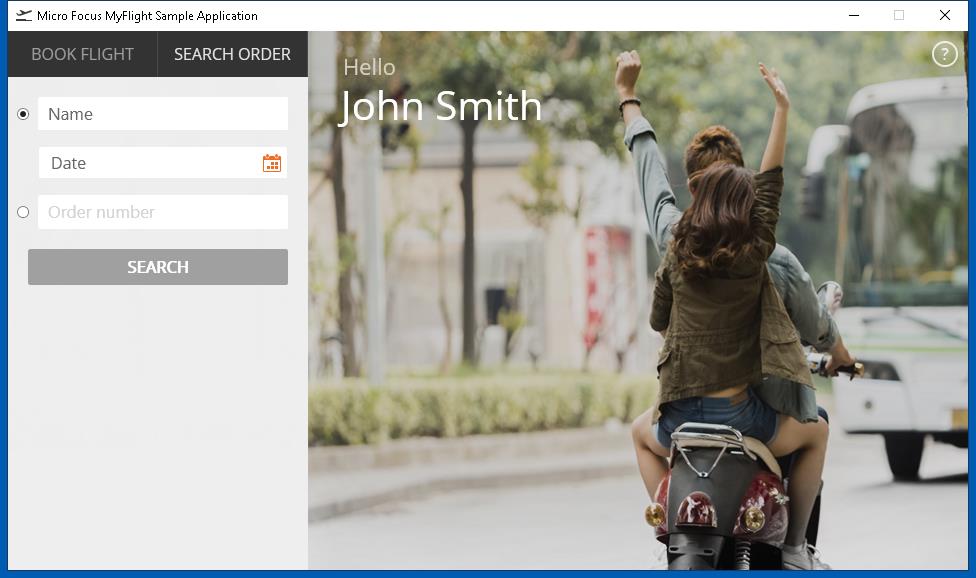 Micro Focus MyFlight Sample Application
BOOK FLIGHT
SEARCH ORDER
Name
Date
Order number
SEARCH
Hello
John Smith
?